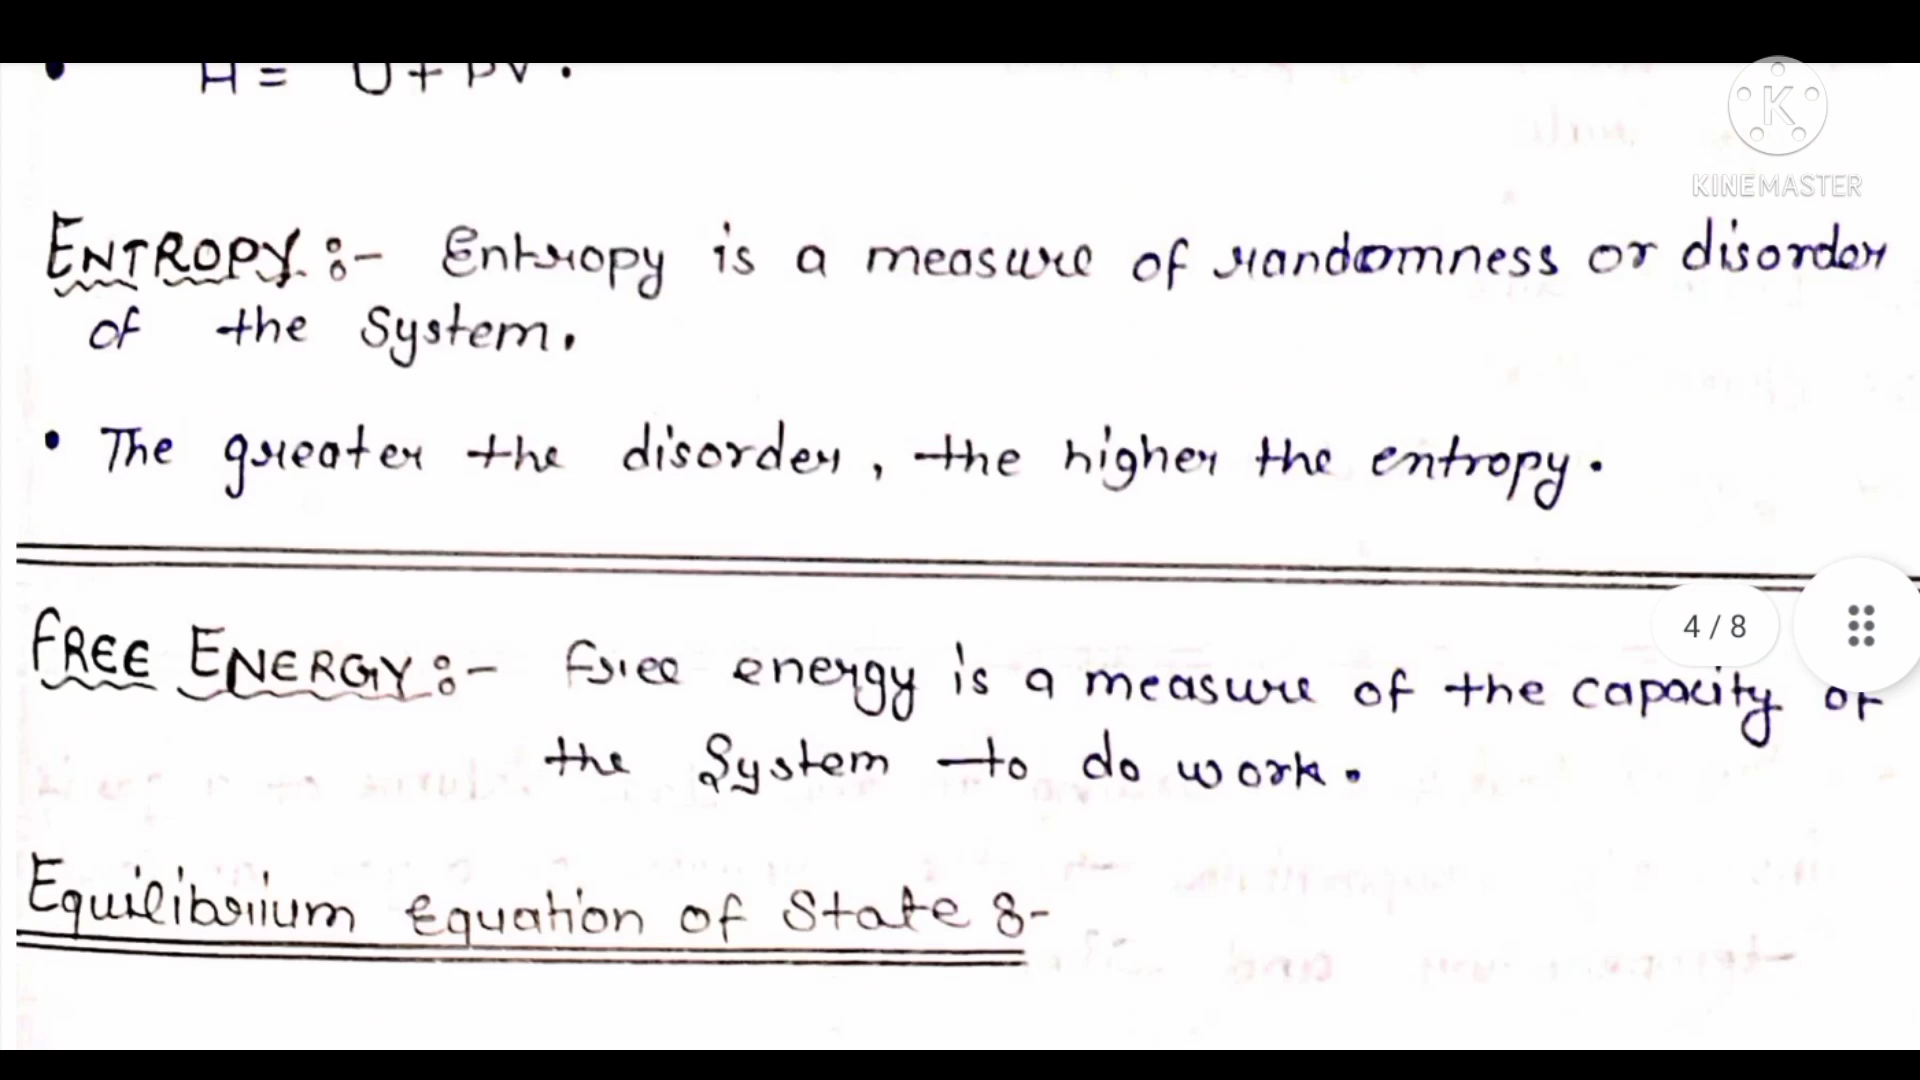 • H = U + PV .
KINEMASTER
ENTROPY :- Entropy is a measure of randomness or disorder
of the System.
• The greater the disorder, the higher the entropy.
4 / 8
FREE ENERGY :- Free energy is a measure of the capacity of
the System to do work.
Equilibrium Equation of State :-